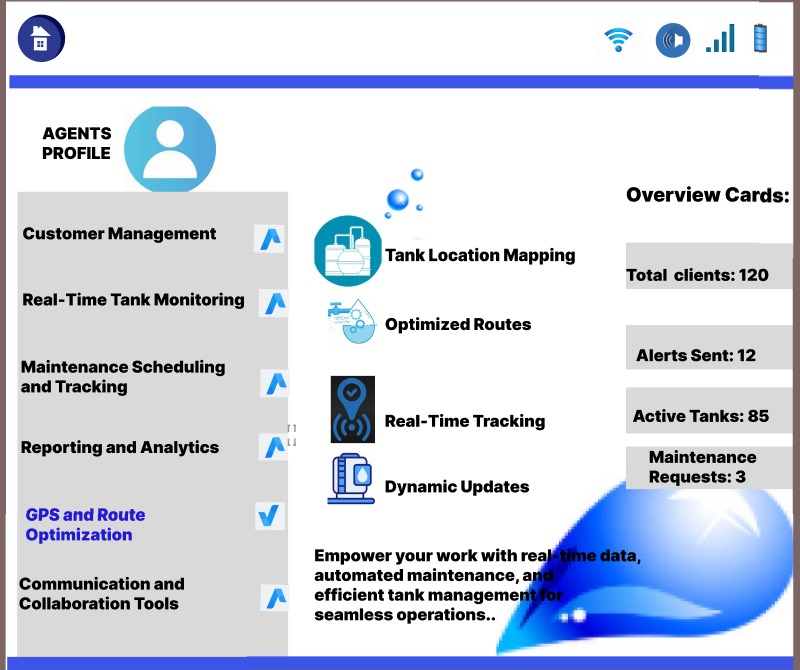 AGENTS
PROFILE
Customer Management
Real-Time Tank Monitoring
Maintenance Scheduling
and Tracking
Reporting and Analytics
GPS and Route
Optimization
Communication and
Collaboration Tools
Tank Location Mapping
Optimized Routes
Real-Time Tracking
Dynamic Updates
Empower your work with real-time data,
automated maintenance, and
efficient tank management for
seamless operations..
Overview Cards:
Total clients: 120
Alerts Sent: 12
Active Tanks: 85
Maintenance
Requests: 3